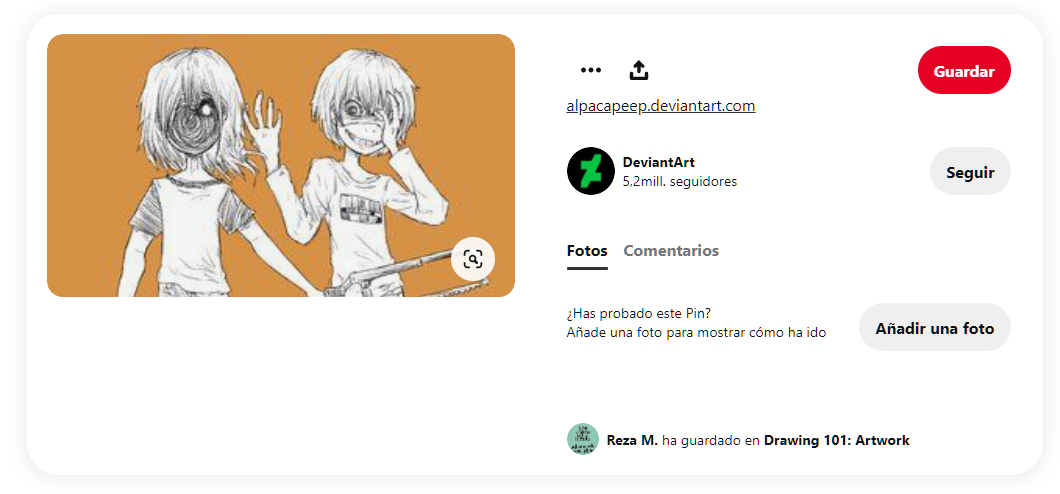 Guardar
alpacapeep.deviantart.com
DeviantArt
5,2mill. seguidores
Seguir
Fotos Comentarios
¿Has probado este Pin?
Añade una foto para mostrar cómo ha ido
Añadir una foto
Reza M. ha guardado en Drawing 101: Artwork